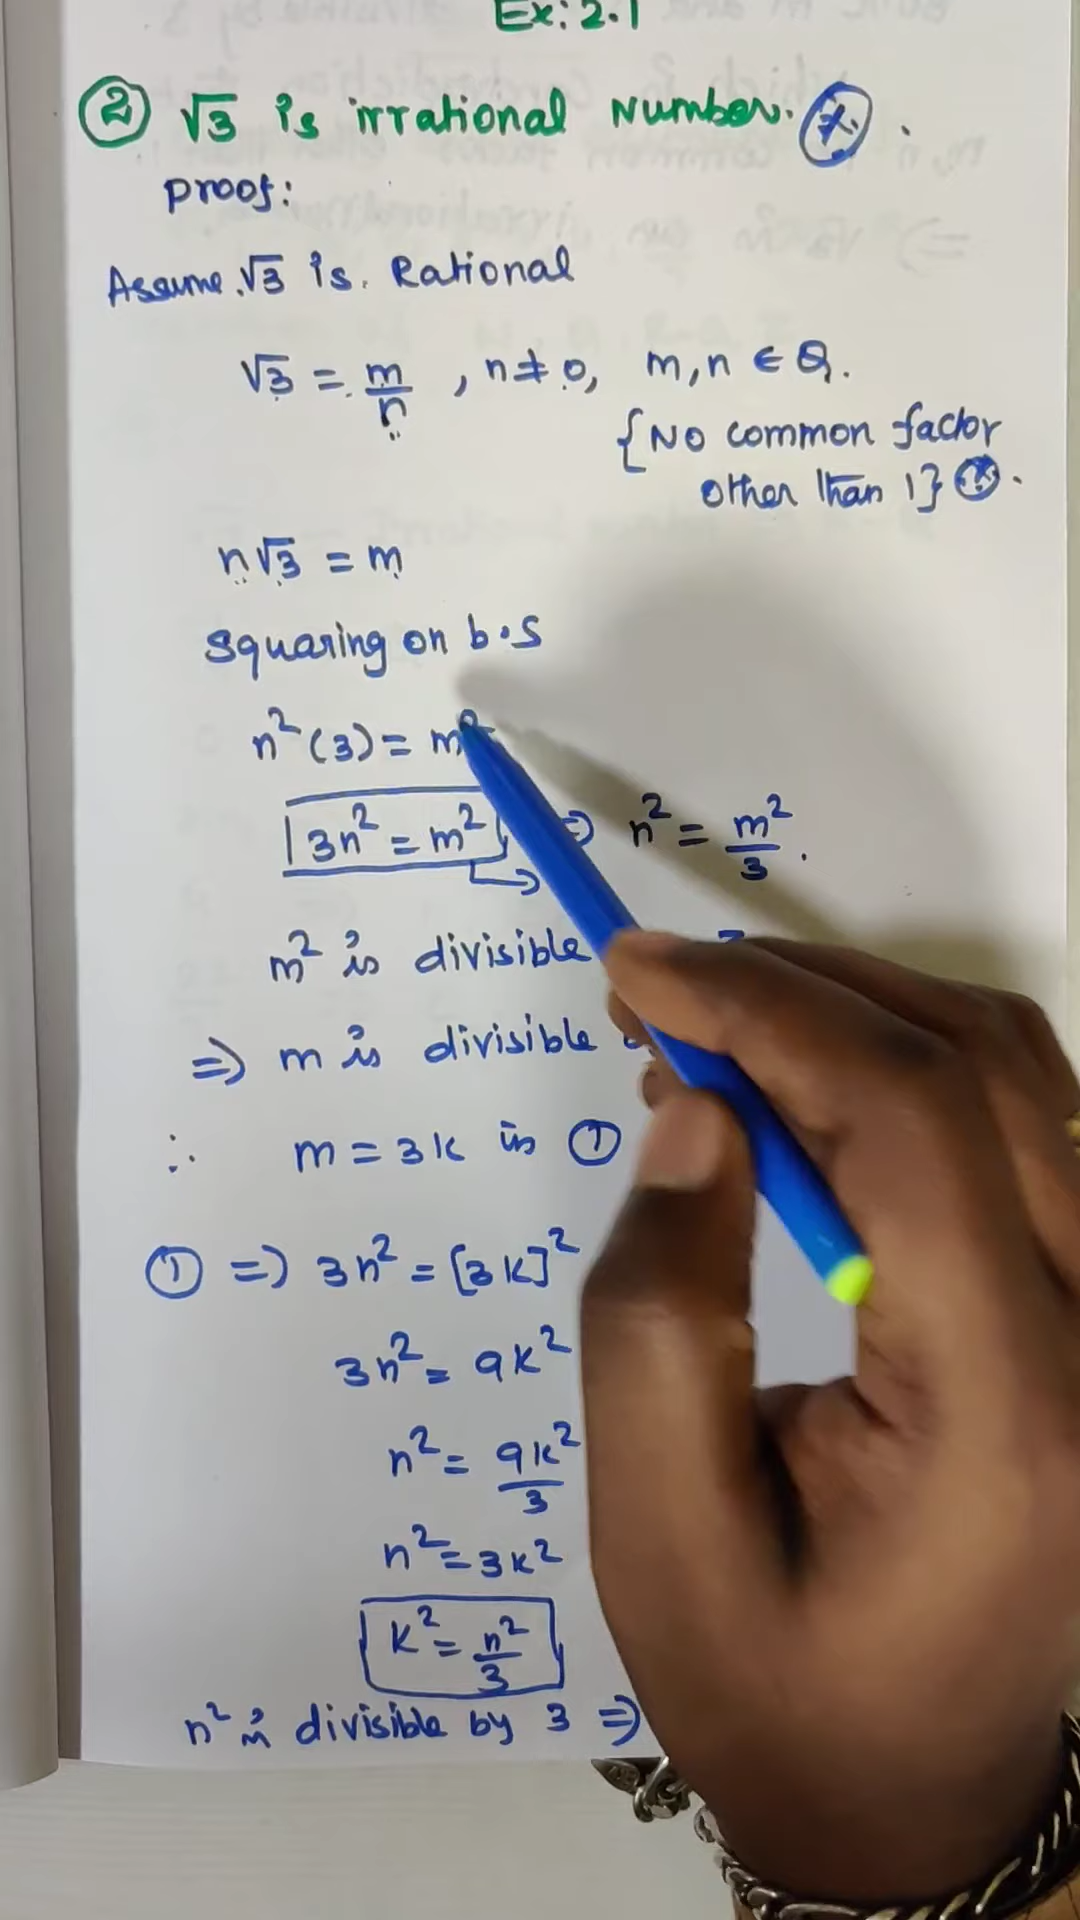 Ex: 2.1
② √3 is irrational Number.
Proof:
Assume √3 is Rational
√3 = m/n , n≠0, m,n ∈ Q.
{No common factor
other than 1}
n√3 = m
Squaring on b.s
n²(3) = m²
3n² = m² ⇒ n² = m²/3.
m² is divisible
⇒ m is divisible
∴ m = 3k in ①
① ⇒ 3n² = [3k]²
3n² = 9k²
n² = 9k²/3
n² = 3k²
k² = n²/3
n² is divisible by 3 ⇒